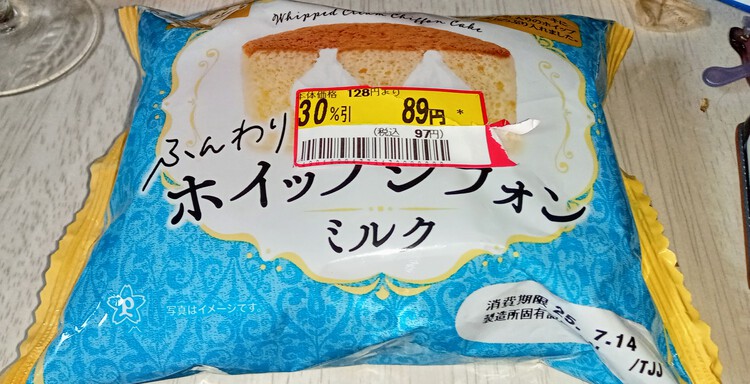 Whipped Cream Chiffon Cake
本体価格 128円より
30%引 89円 *
(税込 97円)
ふんわり
ホイップシフォン
ミルク
写真はイメージです。
消費期限 25. 7.14
製造所固有記号 /TJJ